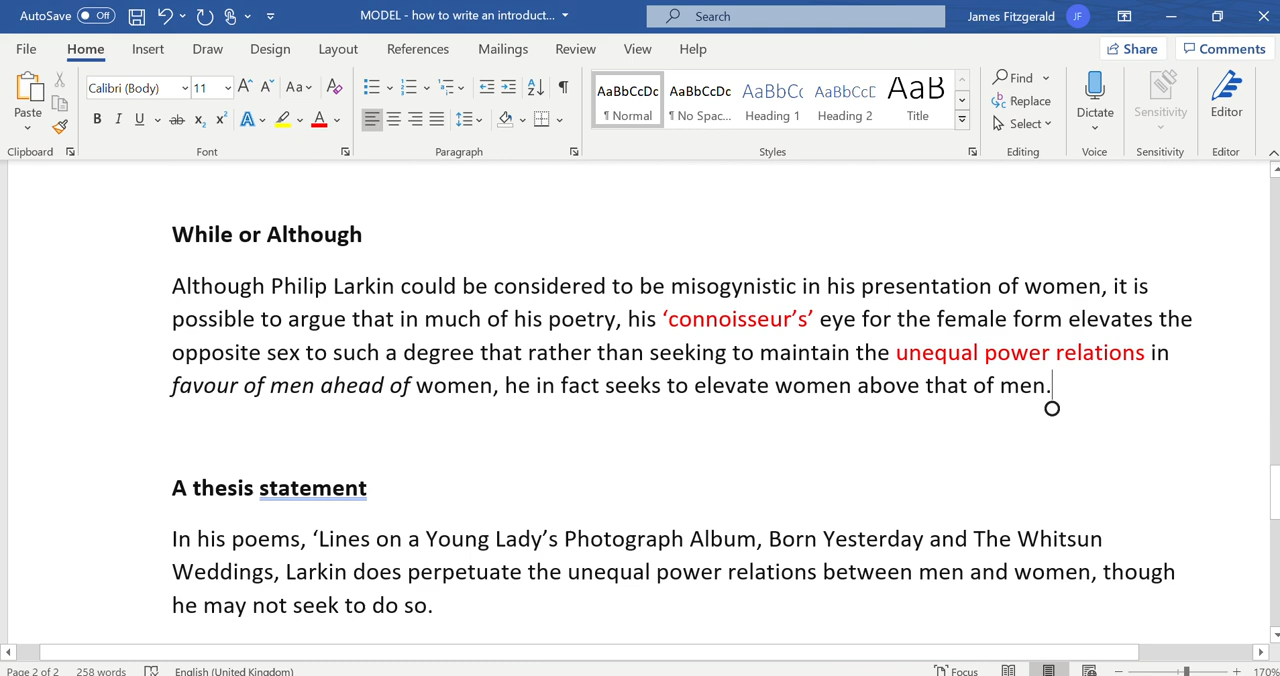 AutoSave Off MODEL - how to write an introduct... Search James Fitzgerald JF
File Home Insert Draw Design Layout References Mailings Review View Help Share Comments
Paste Calibri (Body) 11 Aa AaBbCcDc AaBbCcDc AaBbCc AaBbCcD AaB Find Replace Select Dictate Sensitivity Editor
¶ Normal ¶ No Spac... Heading 1 Heading 2 Title
Clipboard Font Paragraph Styles Editing Voice Sensitivity Editor
While or Although
Although Philip Larkin could be considered to be misogynistic in his presentation of women, it is
possible to argue that in much of his poetry, his ‘connoisseur’s’ eye for the female form elevates the
opposite sex to such a degree that rather than seeking to maintain the unequal power relations in
favour of men ahead of women, he in fact seeks to elevate women above that of men.
A thesis statement
In his poems, ‘Lines on a Young Lady’s Photograph Album, Born Yesterday and The Whitsun
Weddings, Larkin does perpetuate the unequal power relations between men and women, though
he may not seek to do so.
Page 2 of 2 258 words English (United Kingdom) Focus 170%